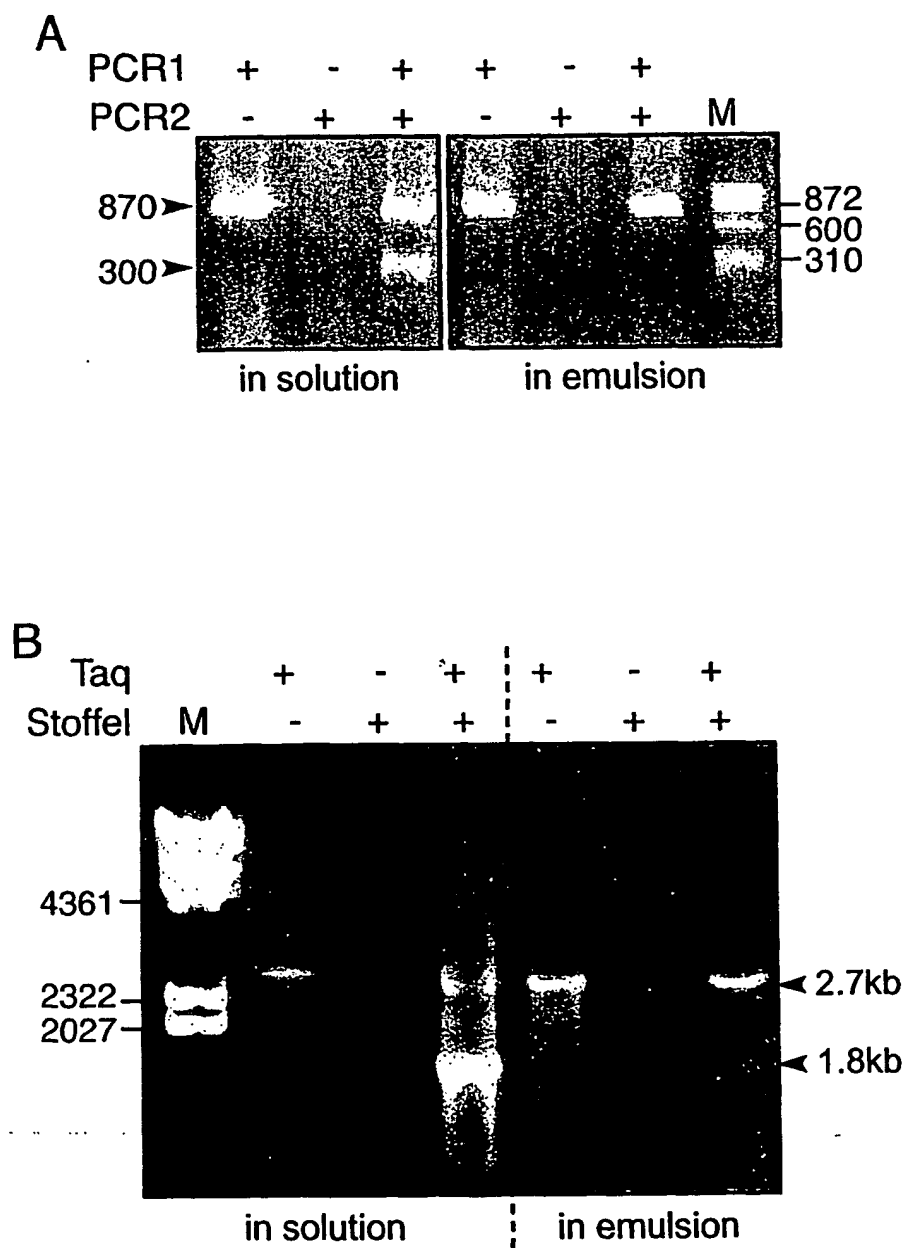 A
PCR1 + - + + - +
PCR2 - + + - + + M
870 872
600
300 310
in solution in emulsion
B
Taq + - + + - +
Stoffel M - + + - + +
4361
2322 2.7kb
2027
1.8kb
in solution in emulsion